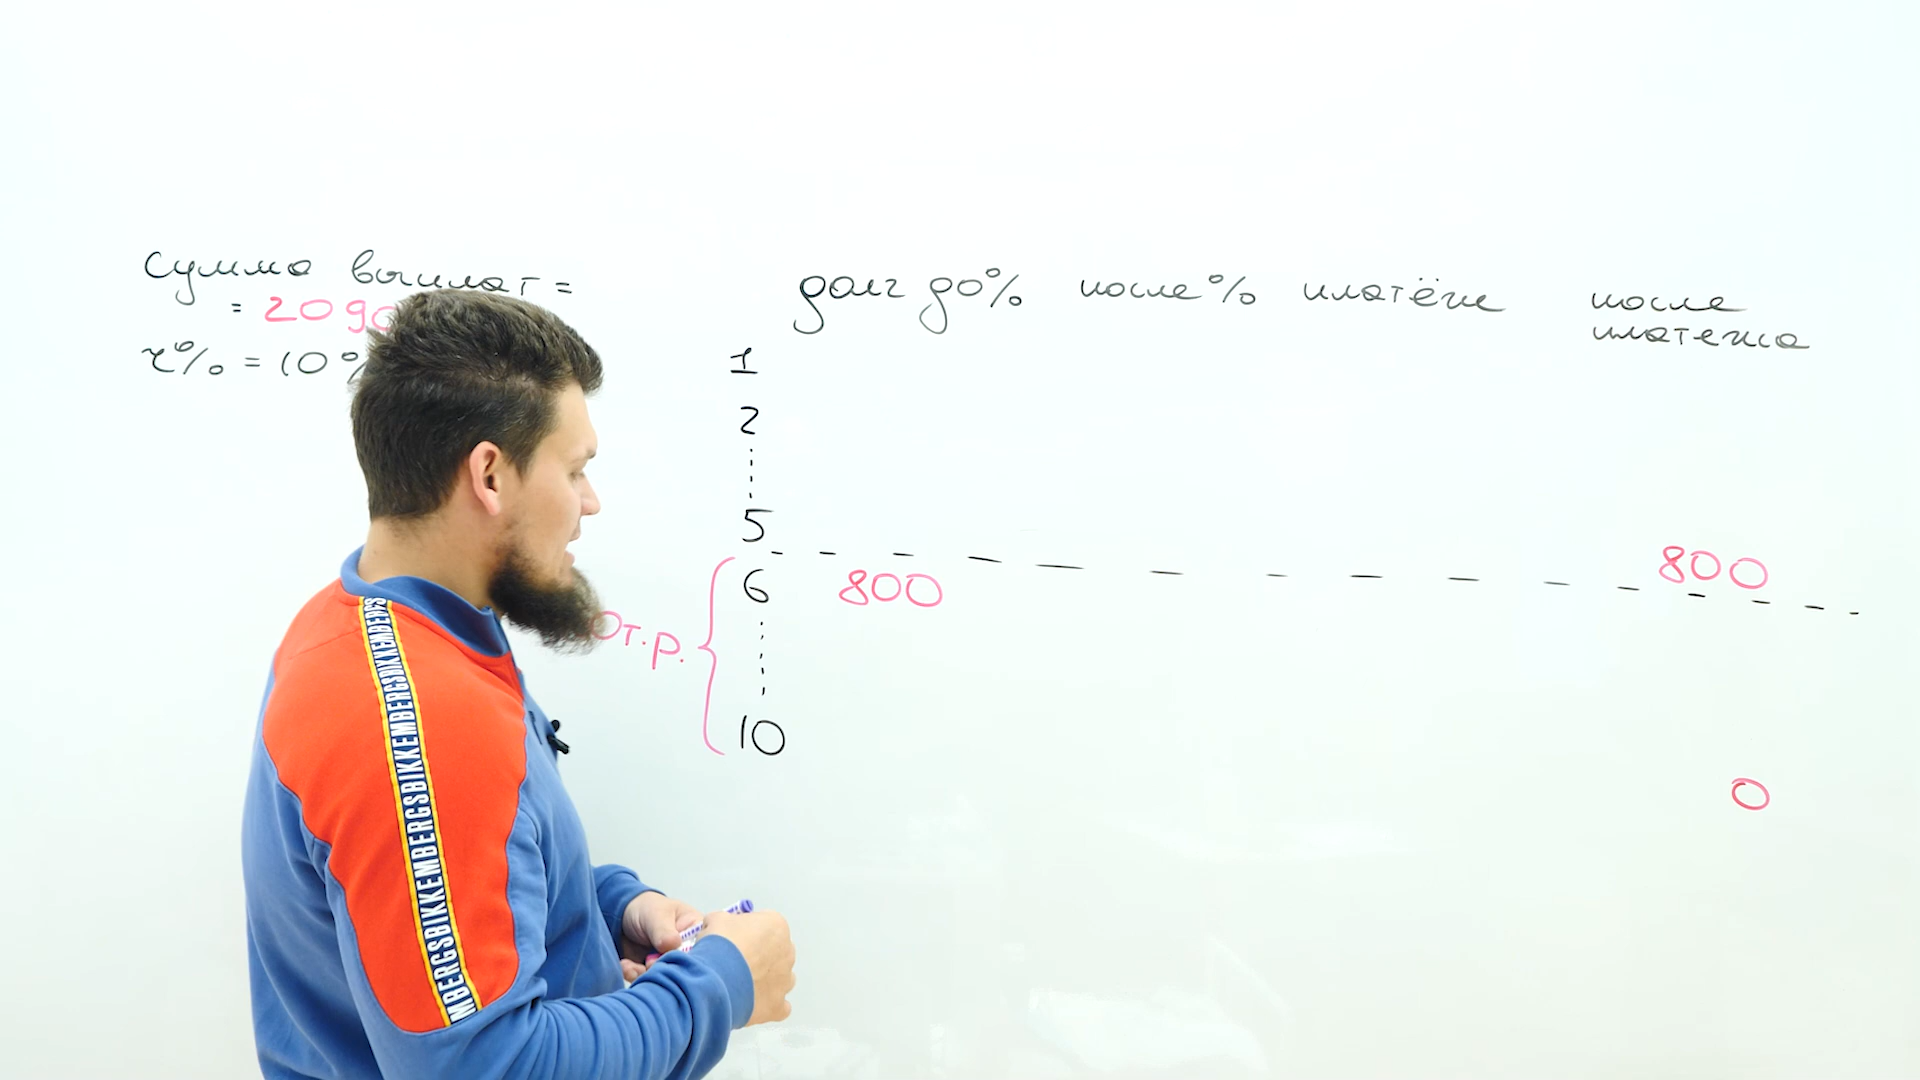 сумма выплат =
= 2090
r% = 10%
долг до% после% платёж после платежа
1
2
5
6 800 800
От.р.
10
0
MBERGSBIKKEMBERGSBIKKEMBERGSBIKKEMBERGSBIKKEMBERGS